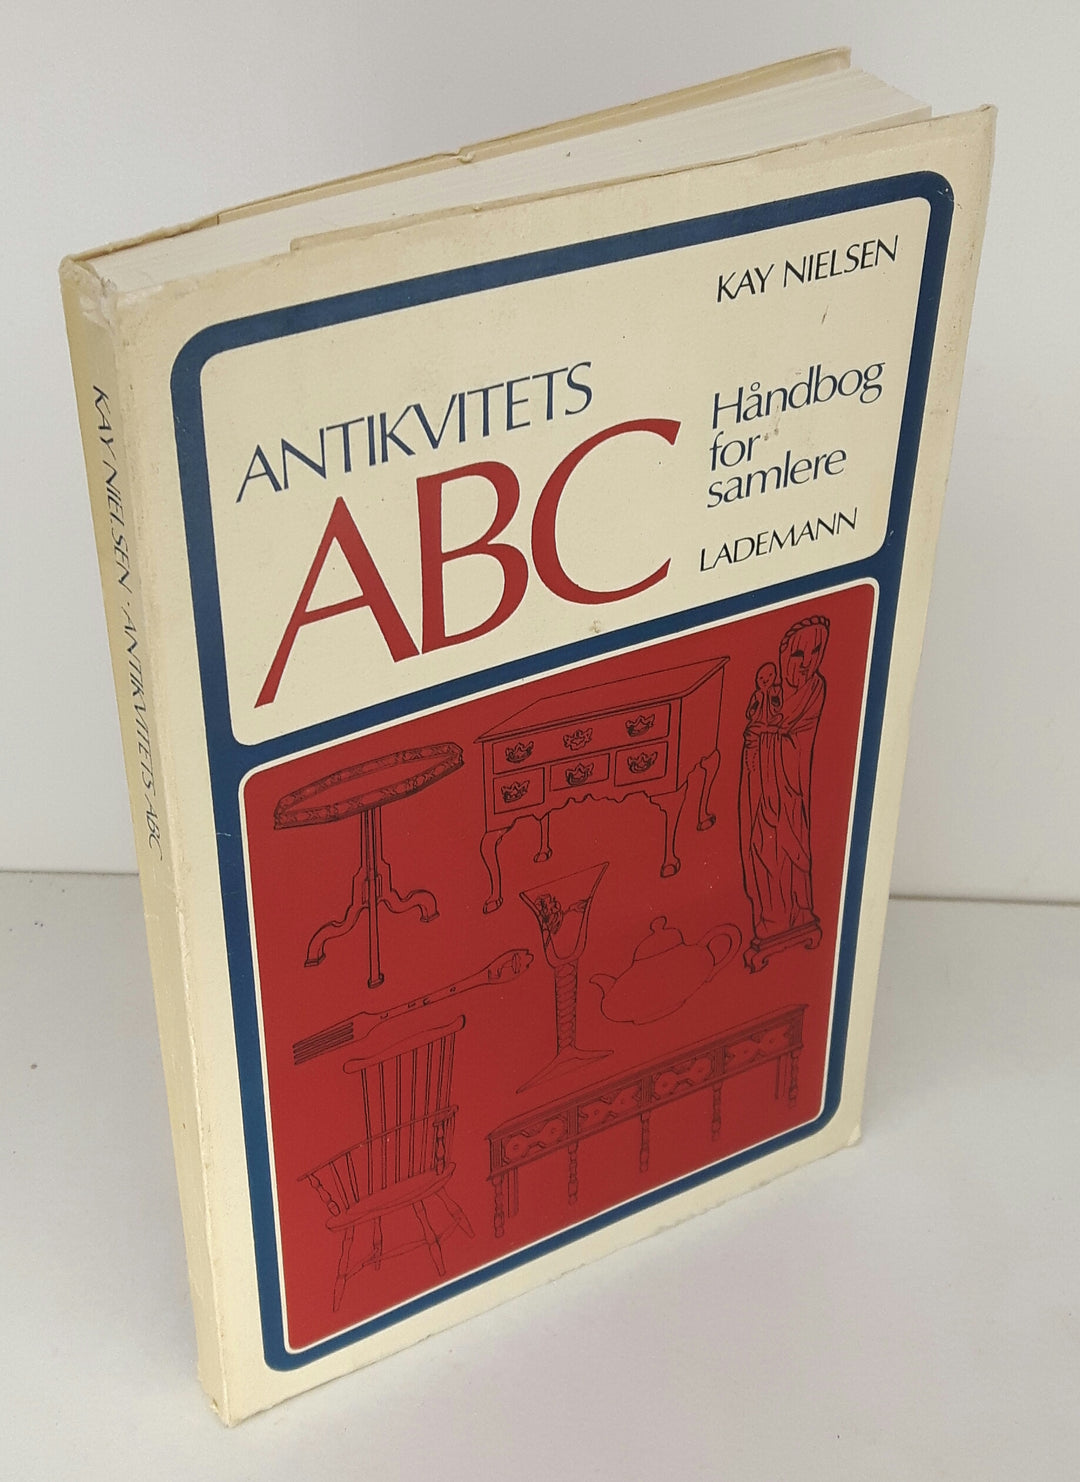 KAY NIELSEN
ANTIKVITETS
ABC
Håndbog
for
samlere
LADEMANN
KAY NIELSEN · ANTIKVITETS ABC